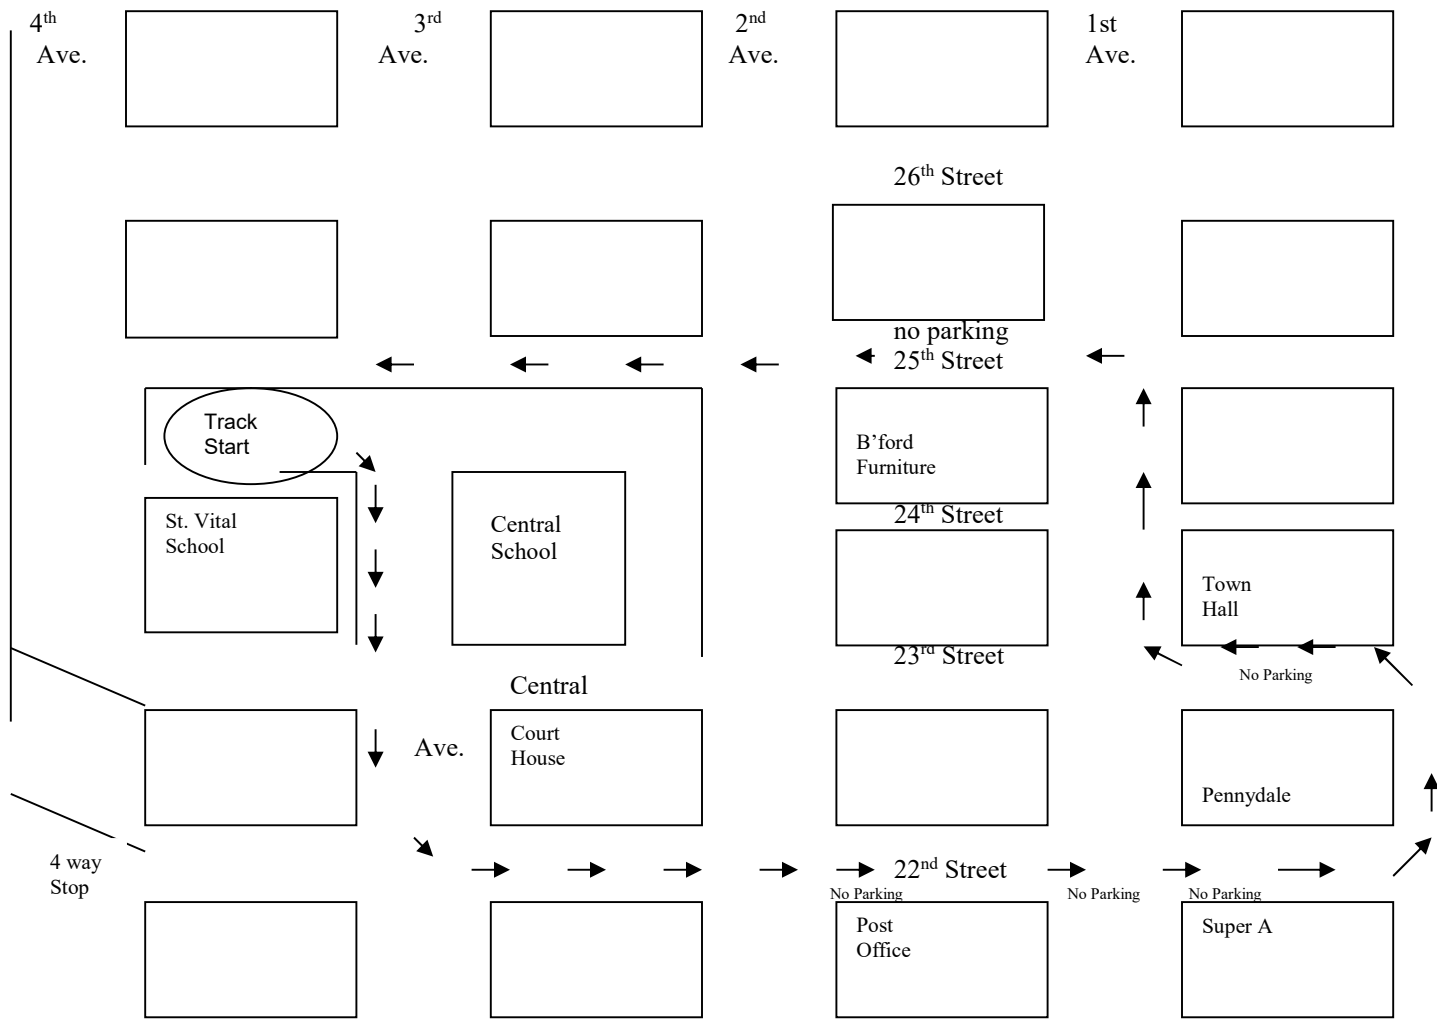 4th 3rd 2nd 1st
Ave. Ave. Ave. Ave.
26th Street
no parking
25th Street
Track
Start
B'ford
Furniture
St. Vital
School
Central
School
24th Street
Town
Hall
23rd Street
No Parking
Central
Ave.
Court
House
Pennydale
4 way
Stop
22nd Street
No Parking No Parking No Parking
Post
Office
Super A